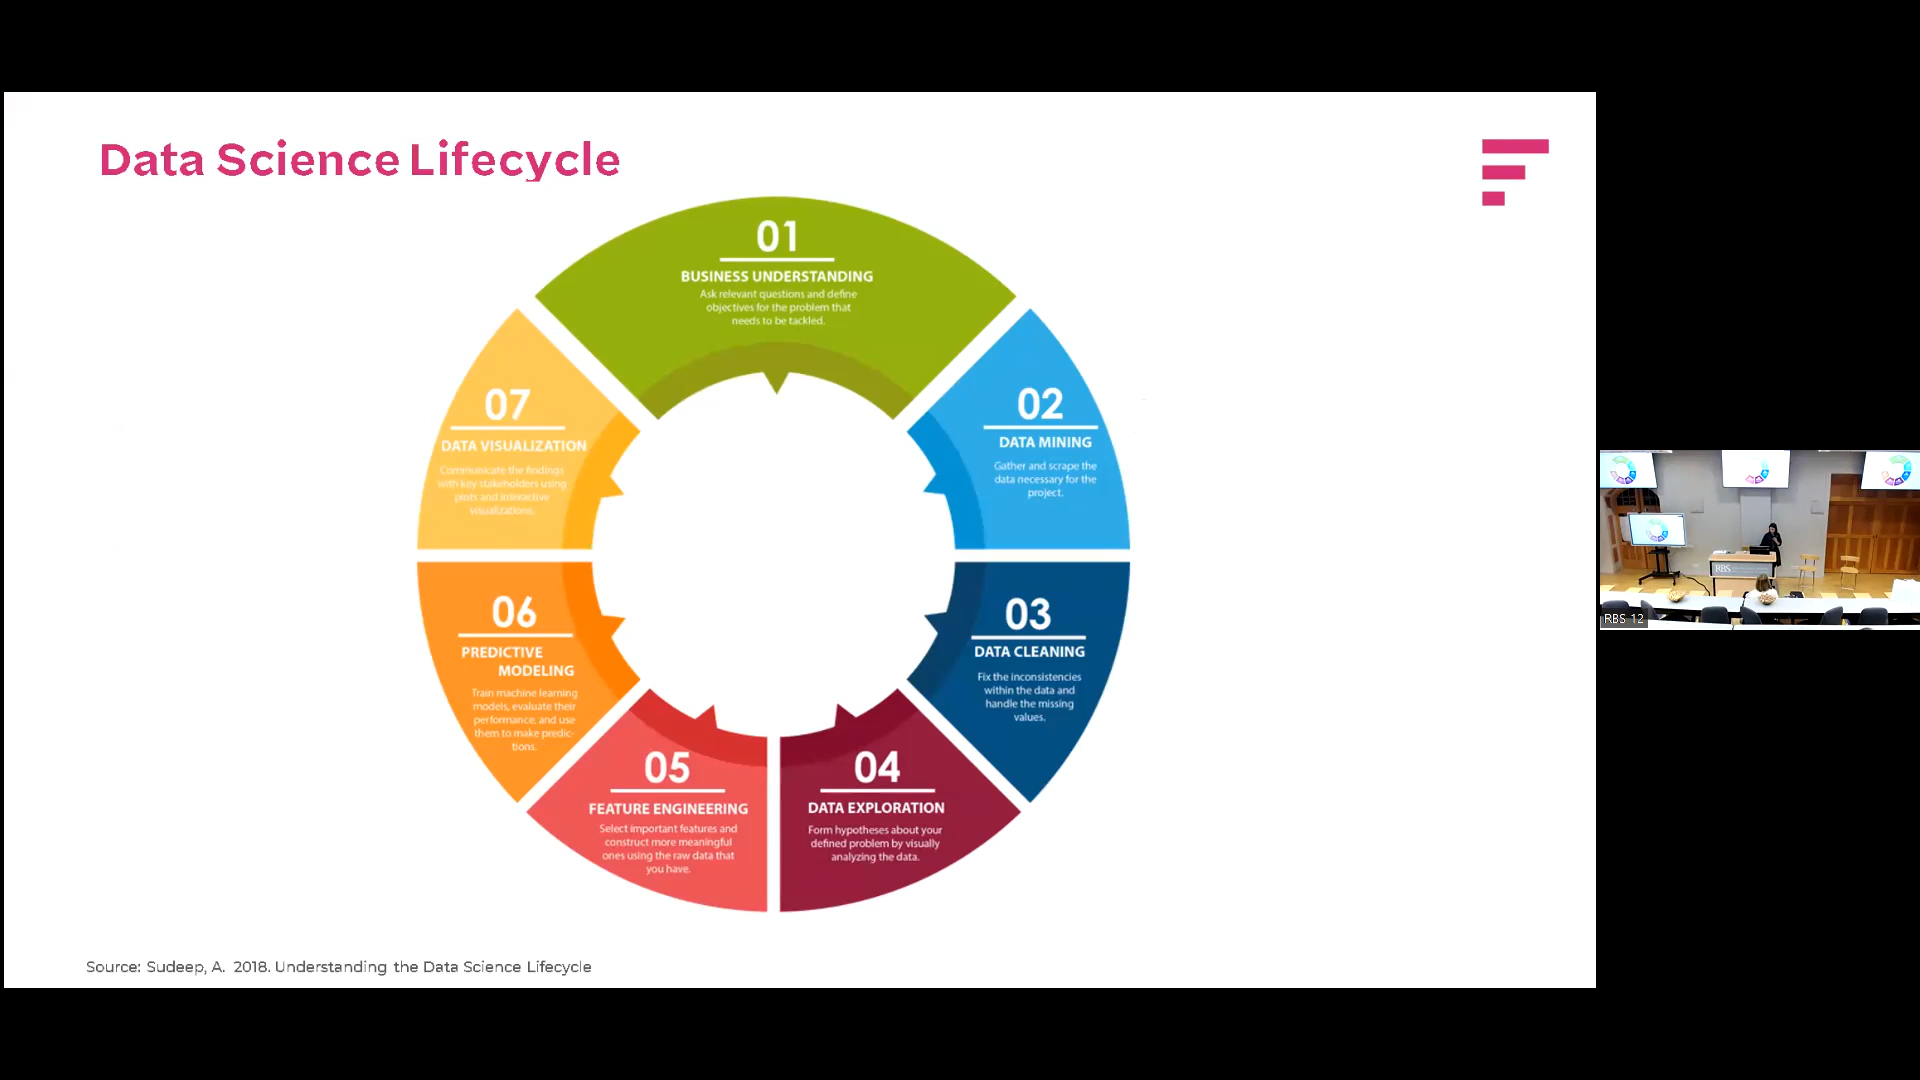 Data Science Lifecycle
01
BUSINESS UNDERSTANDING
Ask relevant questions and define
objectives for the problem that
needs to be tackled.
02
DATA MINING
Gather and scrape the
data necessary for the
project.
03
DATA CLEANING
Fix the inconsistencies
within the data and
handle the missing
values.
04
DATA EXPLORATION
Form hypotheses about your
defined problem by visually
analyzing the data.
05
FEATURE ENGINEERING
Select important features and
construct more meaningful
ones using the raw data that
you have.
06
PREDICTIVE
MODELING
Train machine learning
models, evaluate their
performance, and use
them to make predic-
tions.
07
DATA VISUALIZATION
Communicate the findings
with key stakeholders using
plots and interactive
visualizations.
Source: Sudeep, A. 2018. Understanding the Data Science Lifecycle
RBS
RBS 12